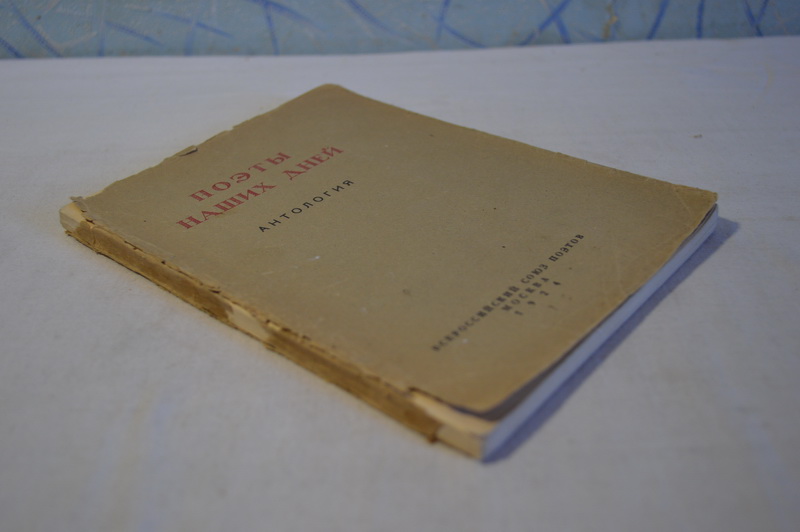 ПОЭТЫ
НАШИХ ДНЕЙ
АНТОЛОГИЯ
ВСЕРОССИЙСКИЙ СОЮЗ ПОЭТОВ
МОСКВА